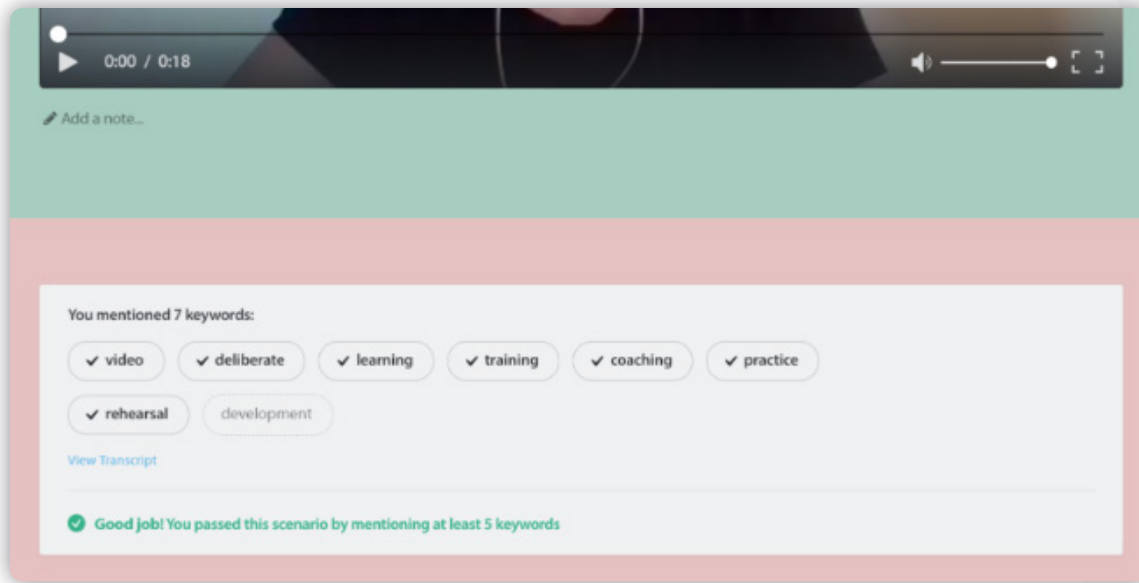 0:00 / 0:18
Add a note...
You mentioned 7 keywords:
video deliberate learning training coaching practice
rehearsal development
View Transcript
Good job! You passed this scenario by mentioning at least 5 keywords